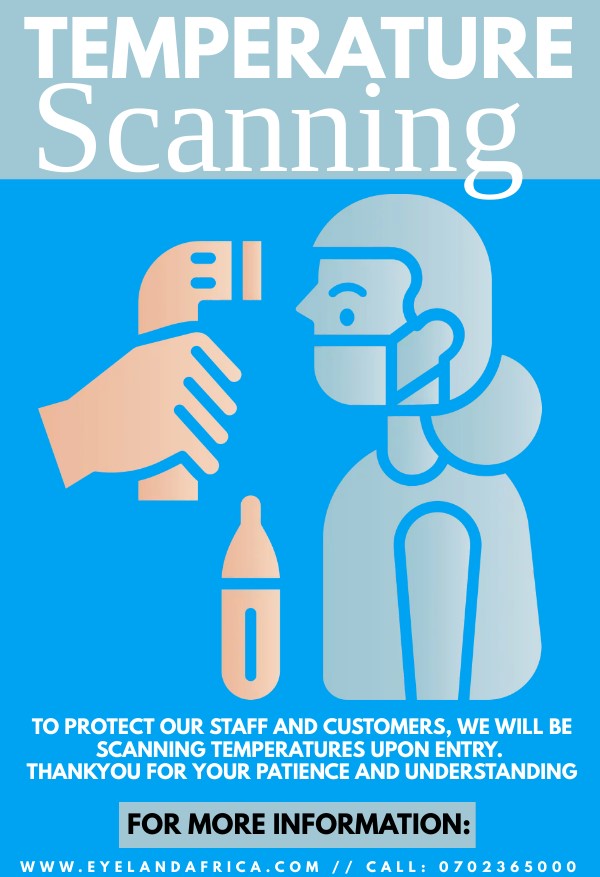 TEMPERATURE
Scanning
TO PROTECT OUR STAFF AND CUSTOMERS, WE WILL BE
SCANNING TEMPERATURES UPON ENTRY.
THANKYOU FOR YOUR PATIENCE AND UNDERSTANDING
FOR MORE INFORMATION:
WWW.EYELANDAFRICA.COM // CALL: 0702365000